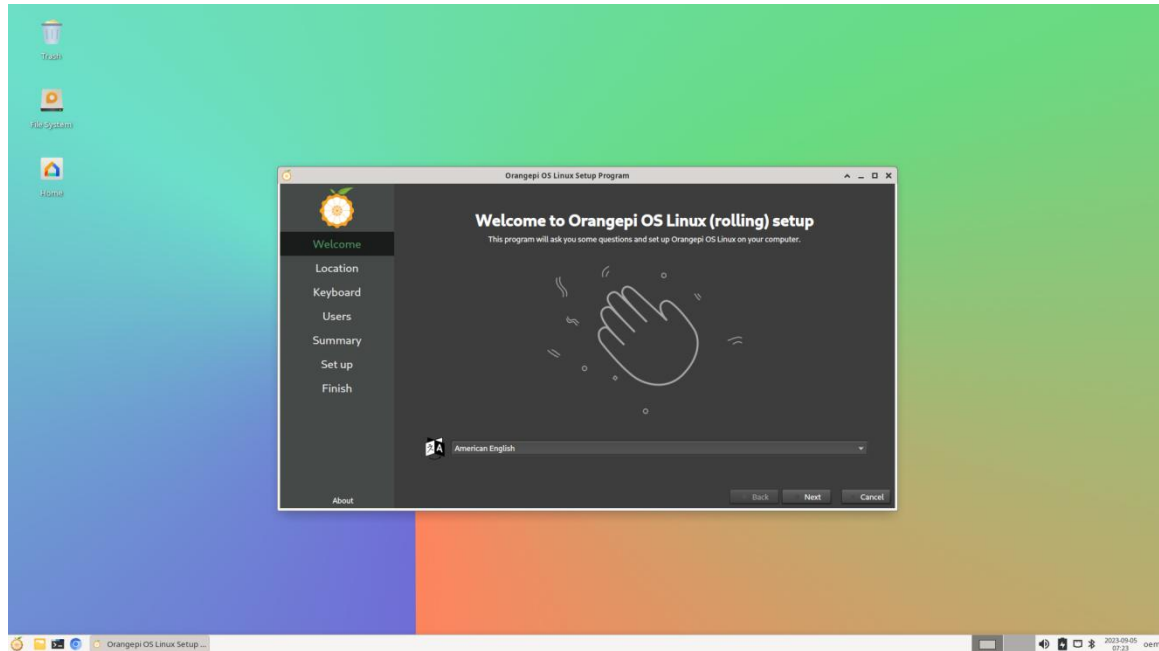 Trash
File System
Home
Orangepi OS Linux Setup Program
Welcome
Location
Keyboard
Users
Summary
Set up
Finish
About
Welcome to Orangepi OS Linux (rolling) setup
This program will ask you some questions and set up Orangepi OS Linux on your computer.
American English
Back
Next
Cancel
Orangepi OS Linux Setup ...
2023-09-05
07:23
oem